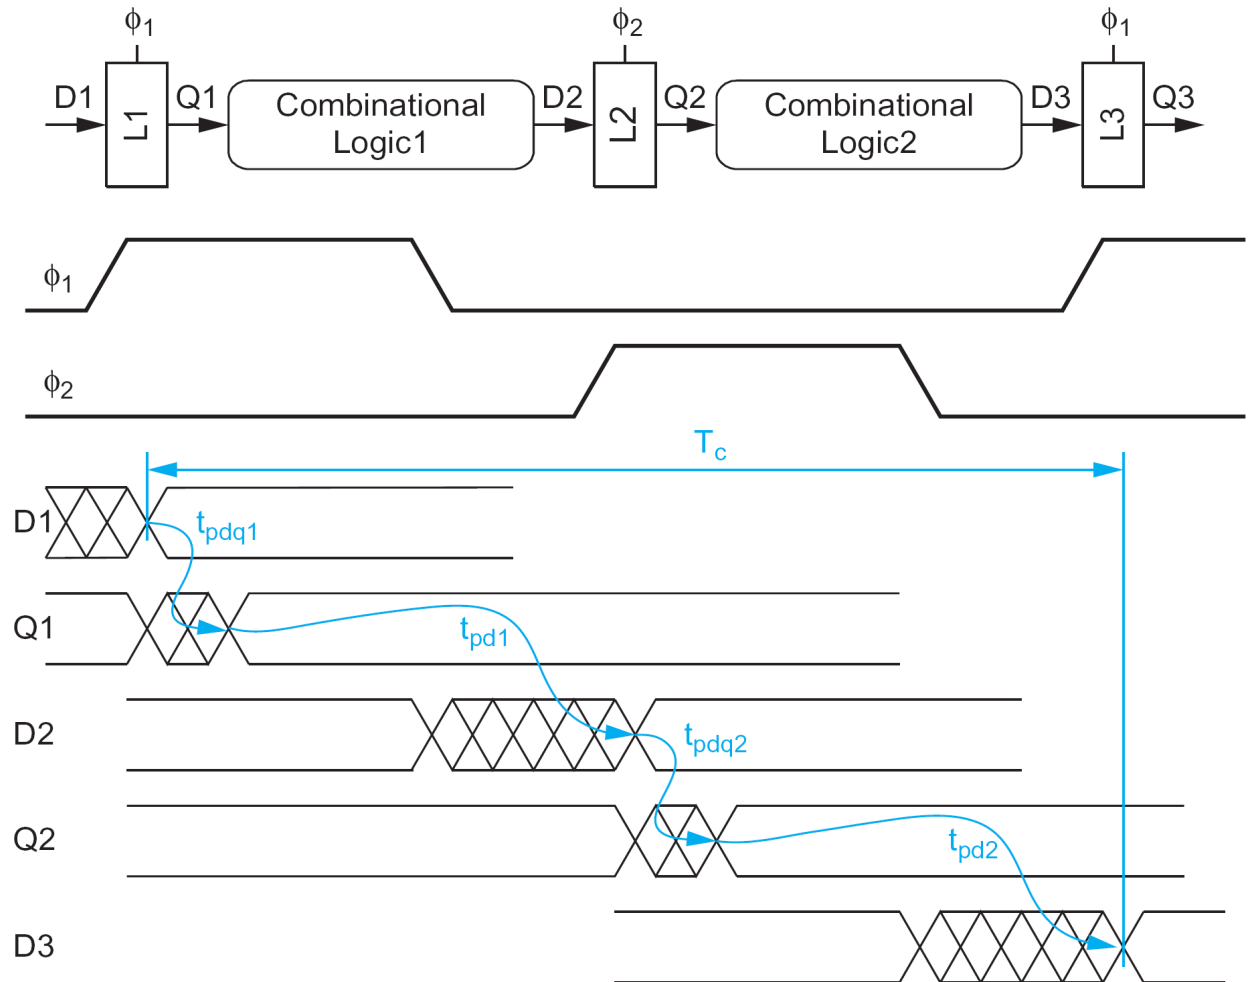 ϕ1 ϕ2 ϕ1
D1 L1 Q1 Combinational Logic1 D2 L2 Q2 Combinational Logic2 D3 L3 Q3
ϕ1
ϕ2
Tc
D1 tpdq1
Q1 tpd1
D2 tpdq2
Q2 tpd2
D3